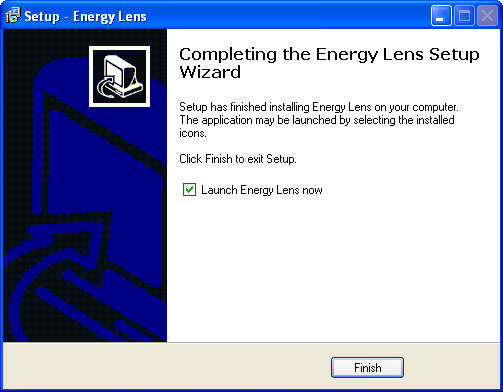 Setup - Energy Lens
Completing the Energy Lens Setup
Wizard
Setup has finished installing Energy Lens on your computer.
The application may be launched by selecting the installed
icons.
Click Finish to exit Setup.
Launch Energy Lens now
Finish